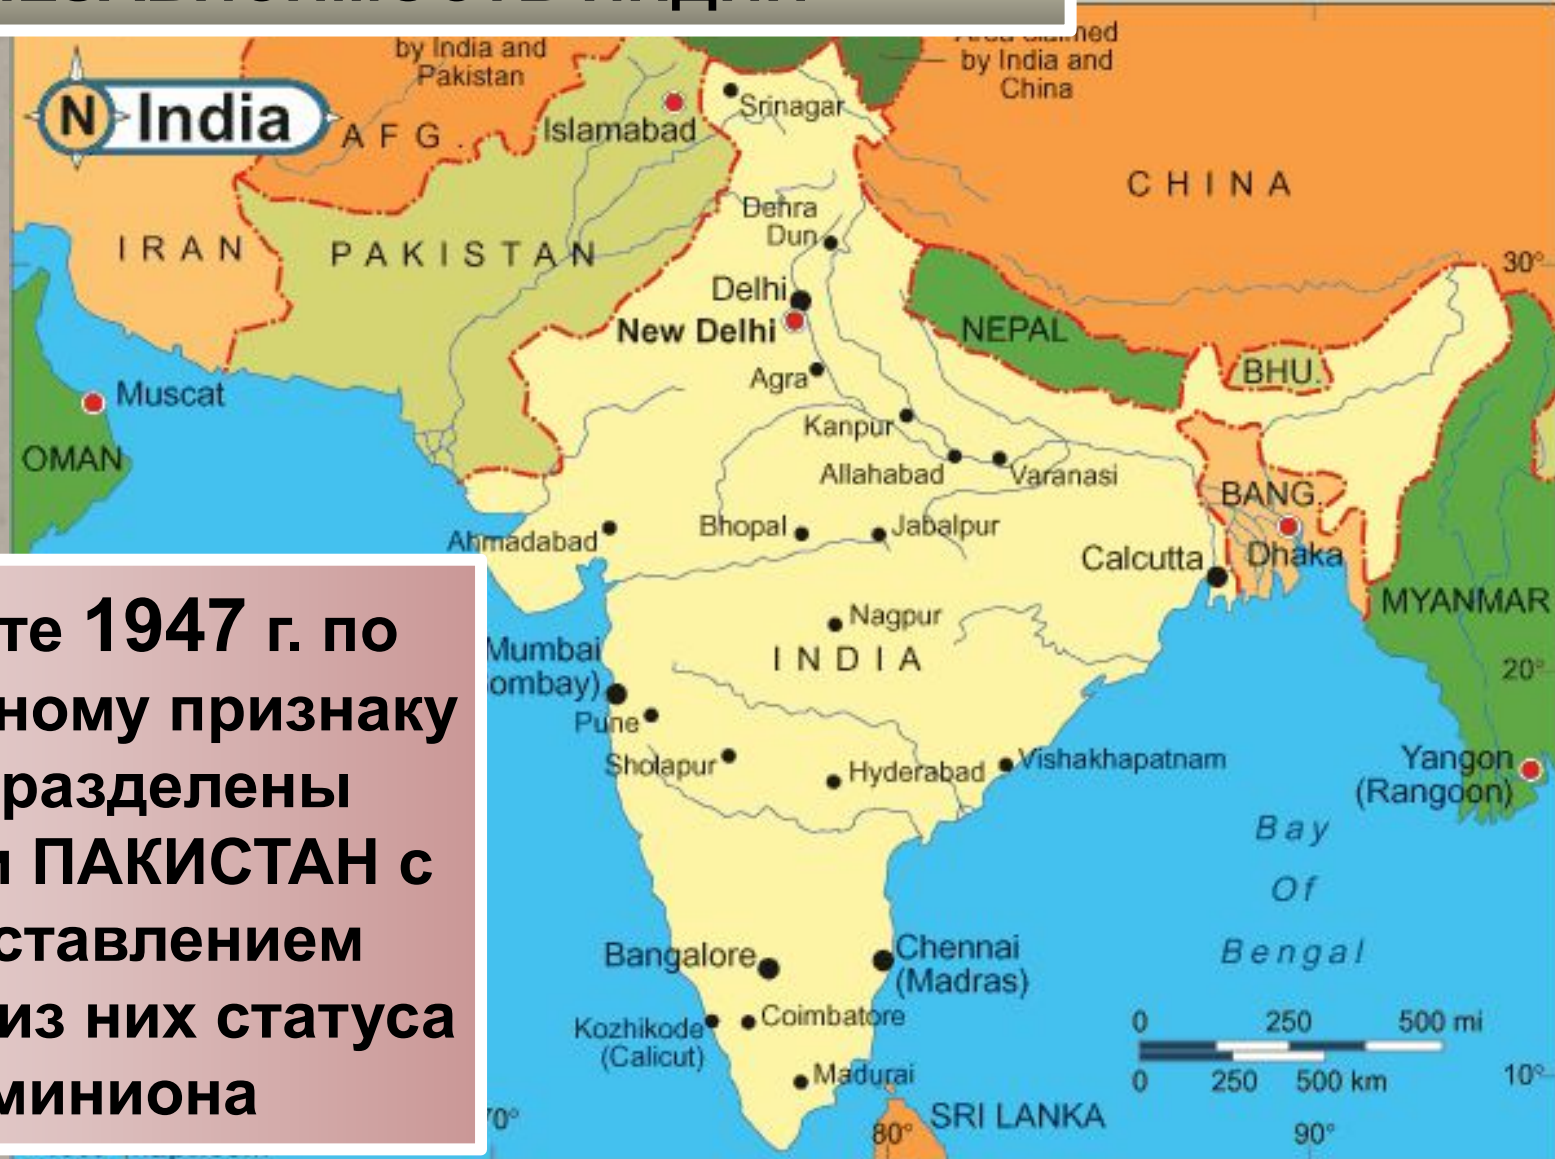 by India and
Pakistan
Area claimed
by India and
China
N India
AFG.
Islamabad
Srinagar
CHINA
IRAN
PAKISTAN
Dehra
Dun
30°
Delhi
New Delhi
NEPAL
BHU.
Muscat
Agra
OMAN
Kanpur
Allahabad
Varanasi
BANG.
Ahmadabad
Bhopal
Jabalpur
Calcutta
Dhaka
MYANMAR
Nagpur
INDIA
Mumbai
ombay)
20°
Pune
Sholapur
Hyderabad
Vishakhapatnam
Yangon
(Rangoon)
Bay
Of
Bengal
Bangalore
Chennai
(Madras)
Kozhikode
(Calicut)
Coimbatore
Madurai
0 250 500 mi
0 250 500 km
10°
SRI LANKA
70°
80°
90°
те 1947 г. по
ному признаку
разделены
и ПАКИСТАН с
ставлением
из них статуса
миниона